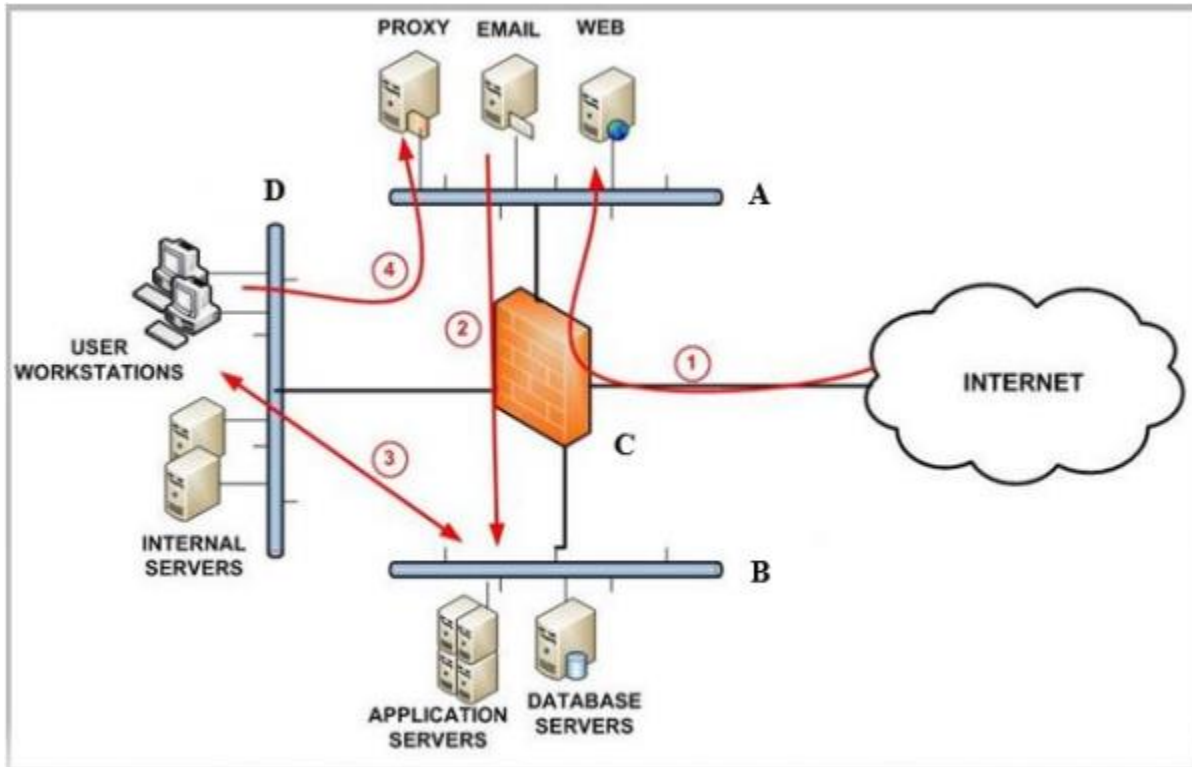 PROXY
EMAIL
WEB
D
A
4
USER
WORKSTATIONS
2
1
INTERNET
C
3
INTERNAL
SERVERS
B
APPLICATION
SERVERS
DATABASE
SERVERS